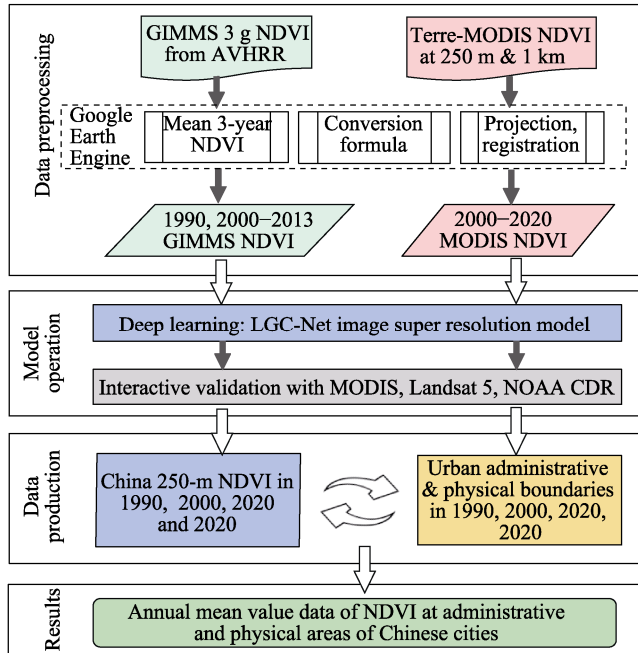 Data preprocessing
GIMMS 3 g NDVI
from AVHRR
Terre-MODIS NDVI
at 250 m & 1 km
Google
Earth
Engine
Mean 3-year
NDVI
Conversion
formula
Projection,
registration
1990, 2000−2013
GIMMS NDVI
2000−2020
MODIS NDVI
Model
operation
Deep learning: LGC-Net image super resolution model
Interactive validation with MODIS, Landsat 5, NOAA CDR
Data
production
China 250-m NDVI in
1990, 2000, 2020
and 2020
Urban administrative
& physical boundaries
in 1990, 2000, 2020,
2020
Results
Annual mean value data of NDVI at administrative
and physical areas of Chinese cities